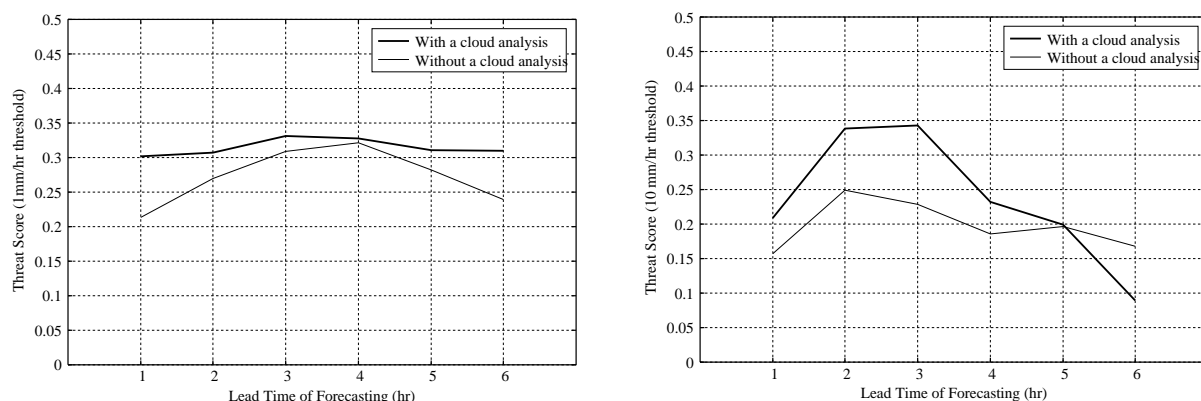 0.5
0.45
0.4
0.35
0.3
0.25
0.2
0.15
0.1
0.05
0
Threat Score (1mm/hr threshold)
With a cloud analysis
Without a cloud analysis
1 2 3 4 5 6
Lead Time of Forecasting (hr)
0.5
0.45
0.4
0.35
0.3
0.25
0.2
0.15
0.1
0.05
0
Threat Score (10 mm/hr threshold)
With a cloud analysis
Without a cloud analysis
1 2 3 4 5 6
Lead Time of Forecasting (hr)